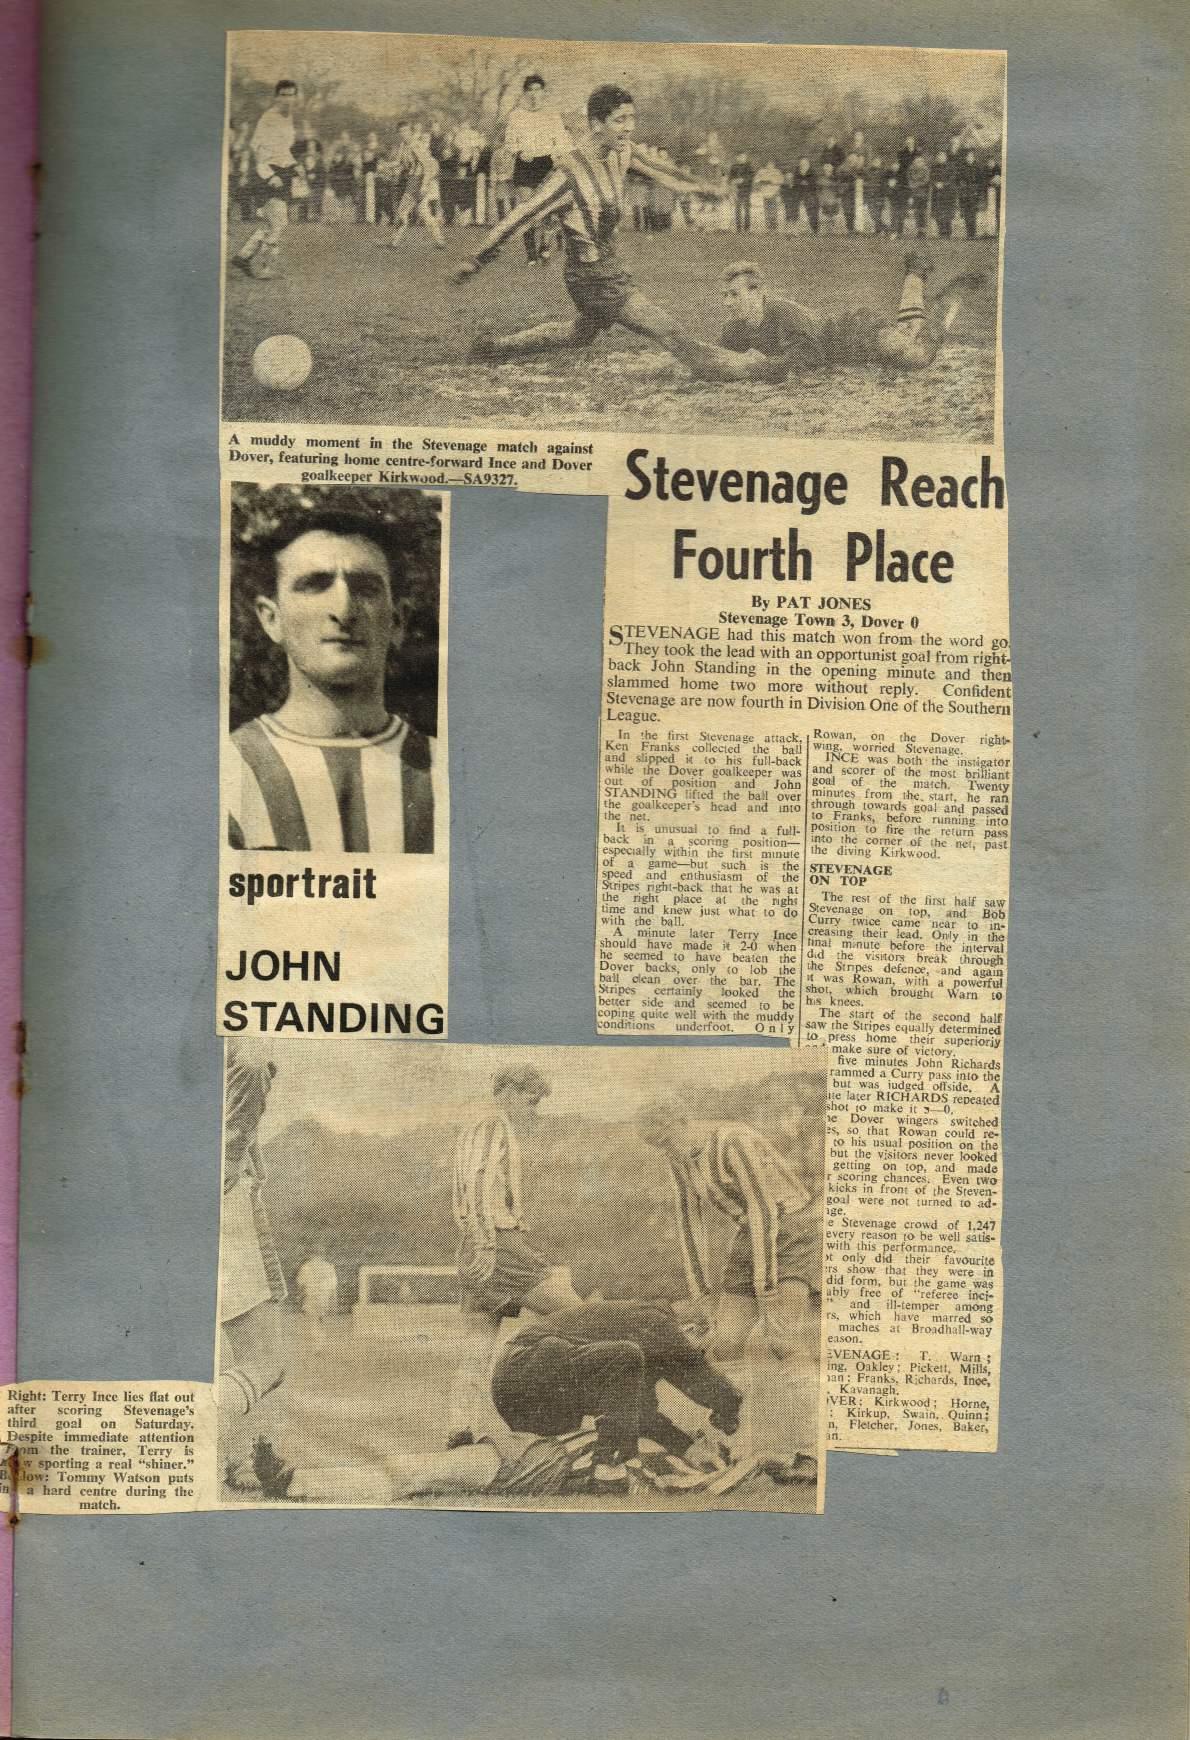 A muddy moment in the Stevenage match against
Dover, featuring home centre-forward Ince and Dover
goalkeeper Kirkwood.—SA9327.
sportrait
JOHN
STANDING
Stevenage Reach
Fourth Place
By PAT JONES
Stevenage Town 3, Dover 0
STEVENAGE had this match won from the word go.
They took the lead with an opportunist goal from right-
back John Standing in the opening minute and then
slammed home two more without reply. Confident
Stevenage are now fourth in Division One of the Southern
League.
In the first Stevenage attack,
Ken Franks collected the ball
and slipped it to his full-back
while the Dover goalkeeper was
out of position and John
STANDING lifted the ball over
the goalkeeper's head and into
the net.
It is unusual to find a full-
back in a scoring position—
especially within the first minute
of a game—but such is the
speed and enthusiasm of the
Stripes right-back that he was at
the right place at the right
time and knew just what to do
with the ball.
A minute later Terry Ince
should have made it 2-0 when
he seemed to have beaten the
Dover backs, only to lob the
ball clean over the bar. The
Stripes certainly looked the
better side and seemed to be
coping quite well with the muddy
conditions underfoot. Only
Rowan, on the Dover right-
wing, worried Stevenage.
INCE was both the instigator
and scorer of the most brilliant
goal of the match. Twenty
minutes from the start, he ran
through towards goal and passed
to Franks, before running into
position to fire the return pass
into the corner of the net, past
the diving Kirkwood.
STEVENAGE
ON TOP
The rest of the first half saw
Stevenage on top, and Bob
Curry twice came near to in-
creasing their lead. Only in the
final minute before the interval
did the visitors break through
the Stripes defence, and again
it was Rowan, with a powerful
shot, which brought Warn to
his knees.
The start of the second half
saw the Stripes equally determined
to press home their superioriy
make sure of victory.
five minutes John Richards
rammed a Curry pass into the
but was judged offside. A
later RICHARDS repeated
shot to make it 3—0.
Dover wingers switched
so that Rowan could re-
to his usual position on the
but the visitors never looked
getting on top, and made
scoring chances. Even two
kicks in front of the Steven-
goal were not turned to ad-
Stevenage crowd of 1,247
every reason to be well satis-
with this performance.
only did their favourite
show that they were in
did form, but the game was
ably free of "referee inci-
" and ill-temper among
which have marred so
maches at Broadhall-way
eason.
EVENAGE: T. Warn;
ing, Oakley; Pickett, Mills,
Franks, Richards, Ince,
Kavanagh.
VER: Kirkwood; Horne,
: Kirkup, Swain, Quinn;
n, Fletcher, Jones, Baker,
an.
Right: Terry Ince lies flat out
after scoring Stevenage's
third goal on Saturday.
Despite immediate attention
the trainer, Terry is
sporting a real "shiner."
Tommy Watson puts
a hard centre during the
match.